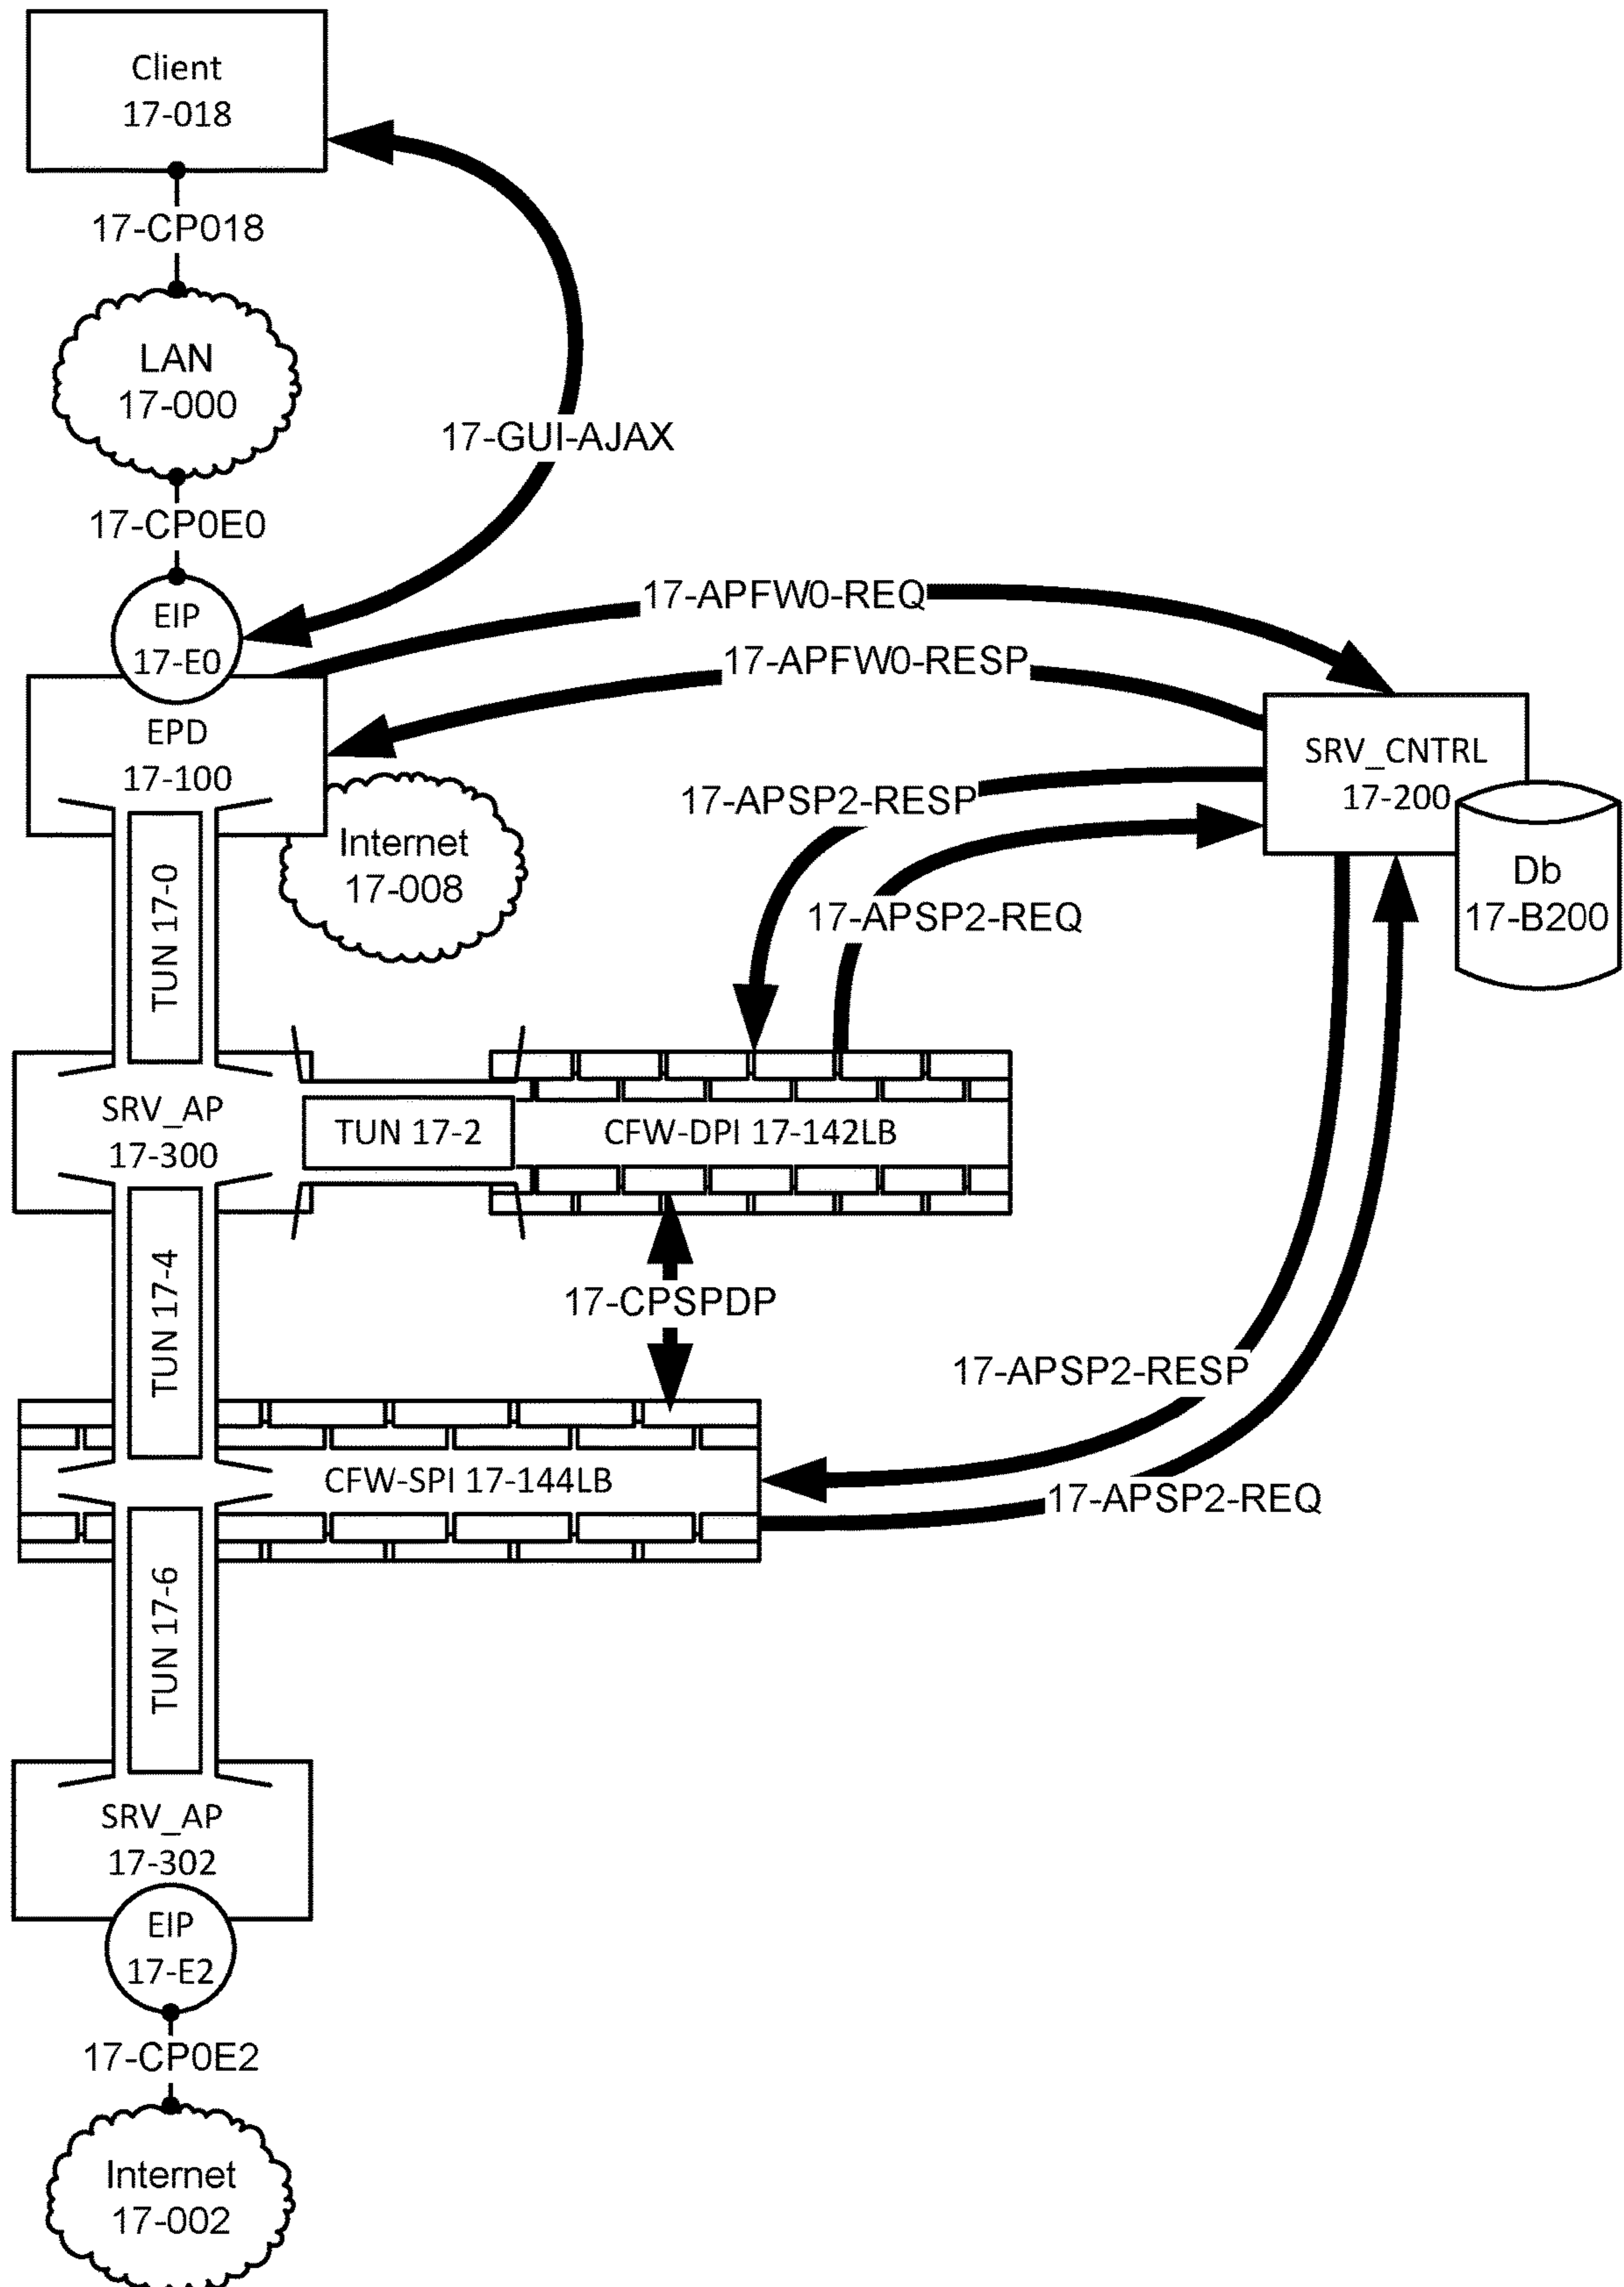 Client
17-018
17-CP018
LAN
17-000
17-GUI-AJAX
17-CP0E0
EIP
17-E0
17-APFW0-REQ
17-APFW0-RESP
EPD
17-100
SRV_CNTRL
17-200
17-APSP2-RESP
Internet
17-008
Db
17-B200
17-APSP2-REQ
TUN 17-0
SRV_AP
17-300
TUN 17-2
CFW-DPI 17-142LB
TUN 17-4
17-CPSPDP
17-APSP2-RESP
CFW-SPI 17-144LB
17-APSP2-REQ
TUN 17-6
SRV_AP
17-302
EIP
17-E2
17-CP0E2
Internet
17-002